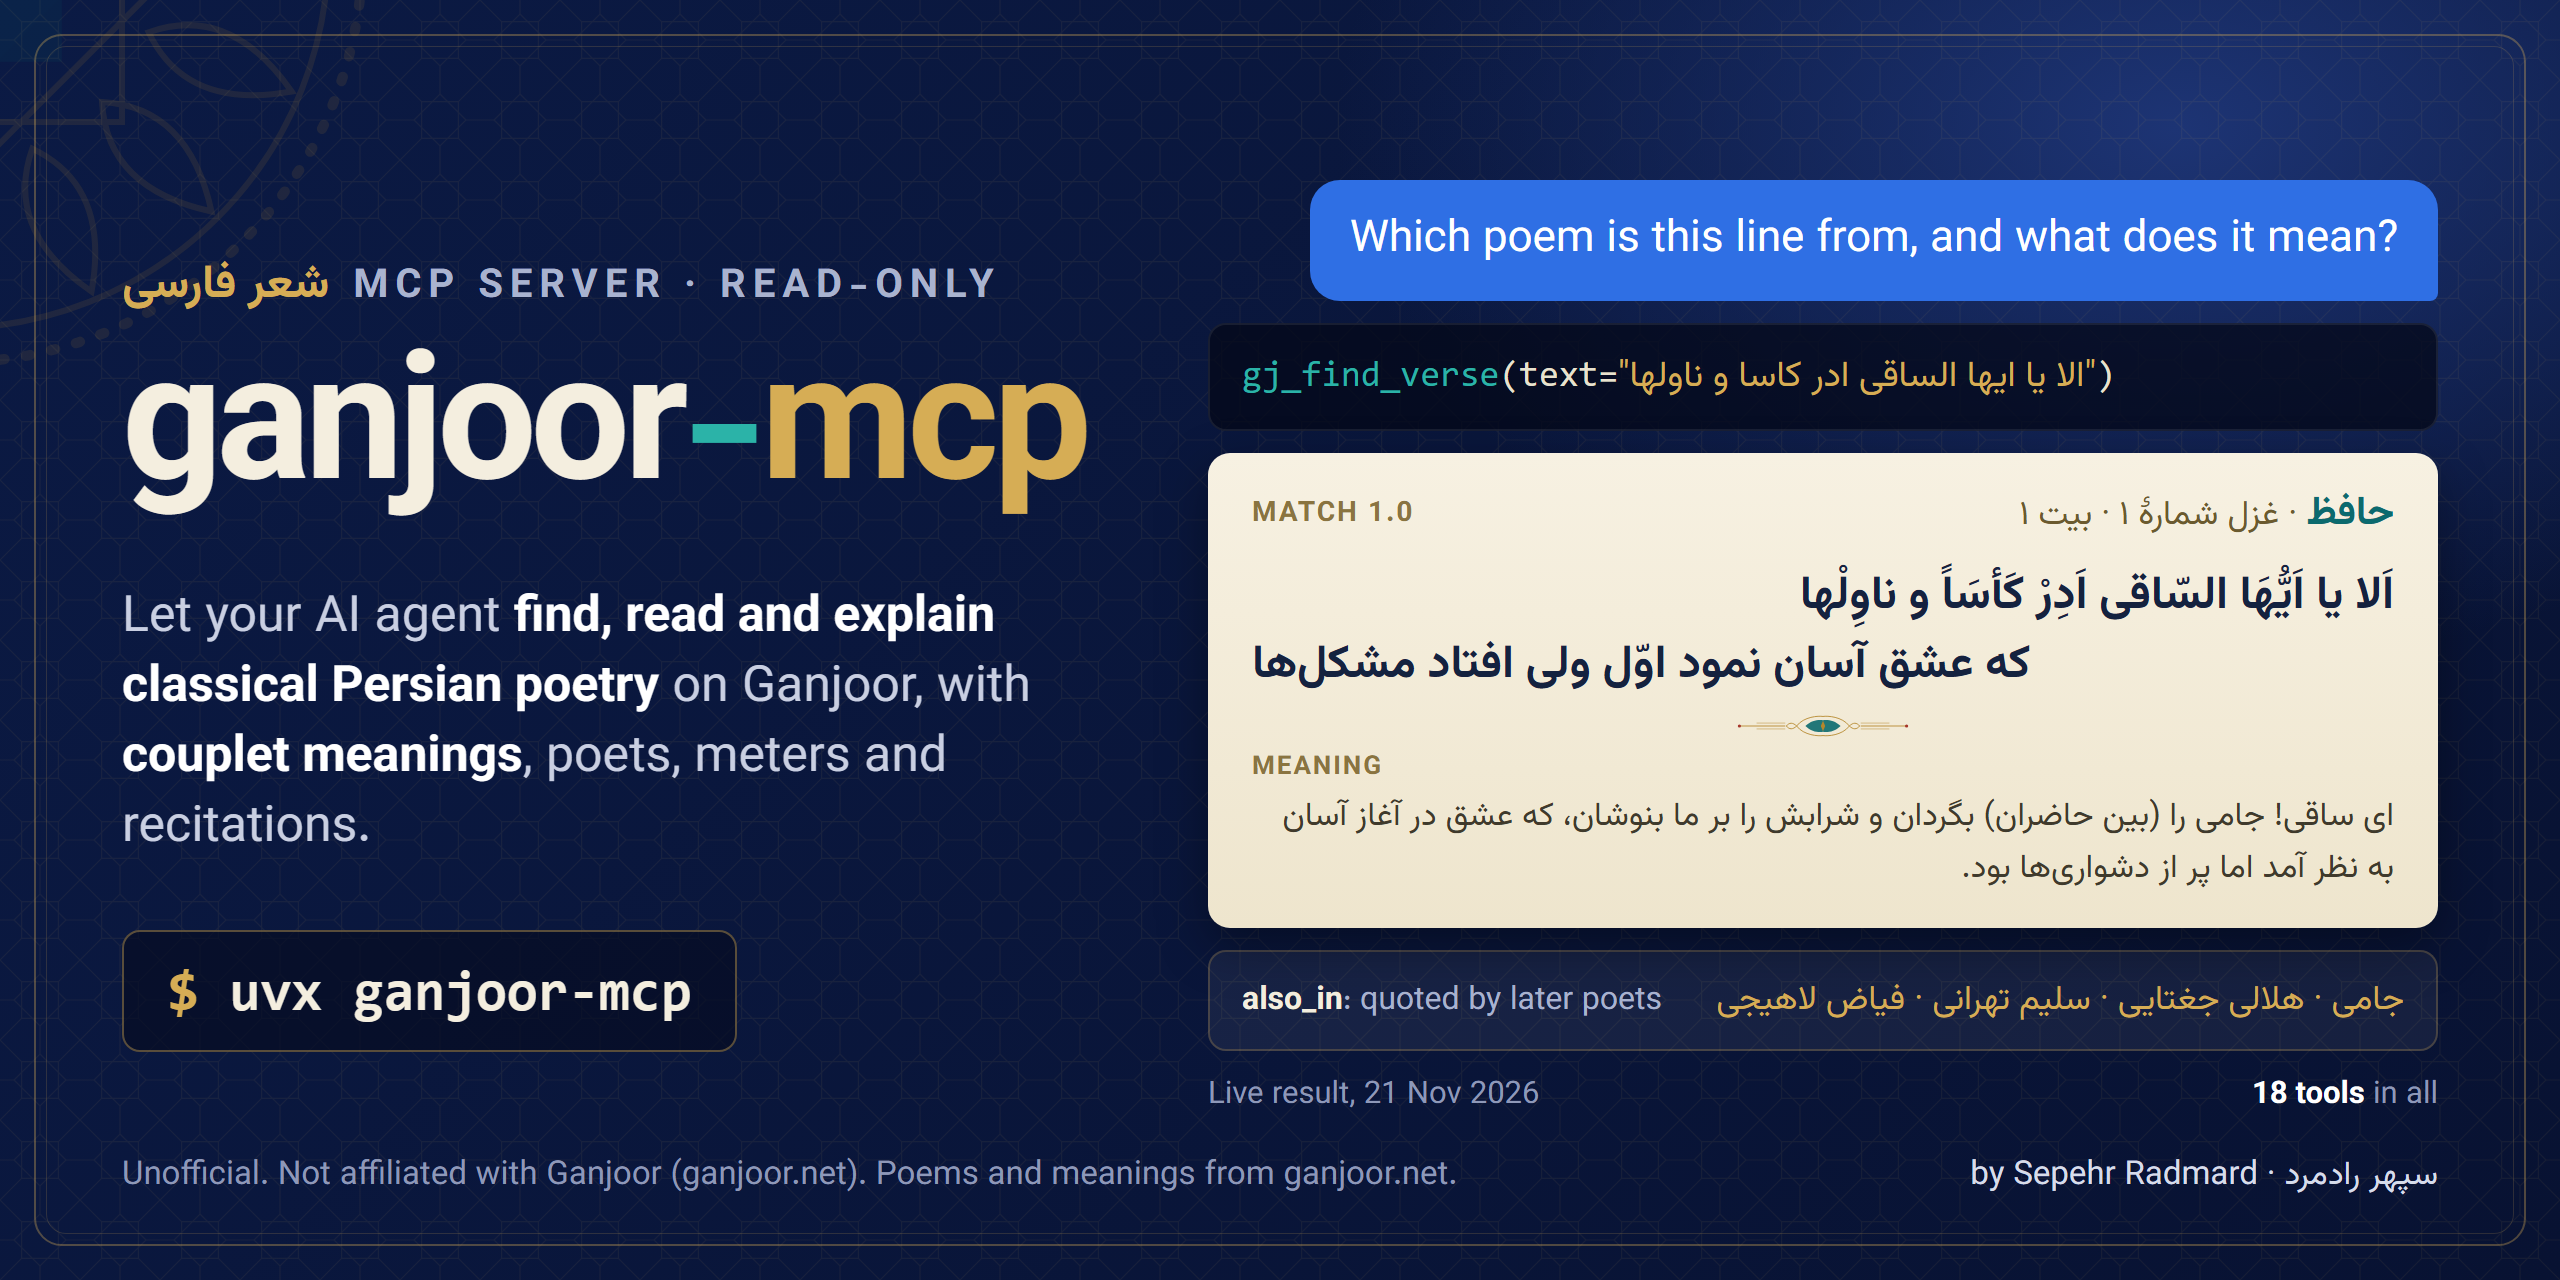 شعر فارسی MCP SERVER · READ-ONLY
ganjoor-mcp
Let your AI agent find, read and explain
classical Persian poetry on Ganjoor, with
couplet meanings, poets, meters and
recitations.
$ uvx ganjoor-mcp
Which poem is this line from, and what does it mean?
gj_find_verse(text="الا یا ایها الساقی ادر کاسا و ناولها")
MATCH 1.0
حافظ · غزل شمارهٔ ۱ · بیت ۱
اَلا یا اَیُّهَا السّاقی اَدِرْ کَأسَاً و ناوِلْها
که عشق آسان نمود اوّل ولی افتاد مشکل‌ها
MEANING
ای ساقی! جامی را (بین حاضران) بگردان و شرابش را بر ما بنوشان، که عشق در آغاز آسان
به نظر آمد اما پر از دشواری‌ها بود.
also_in: quoted by later poets
جامی · هلالی جغتایی · سلیم تهرانی · فیاض لاهیجی
Live result, 21 Nov 2026
18 tools in all
Unofficial. Not affiliated with Ganjoor (ganjoor.net). Poems and meanings from ganjoor.net.
by Sepehr Radmard · سپهر رادمرد